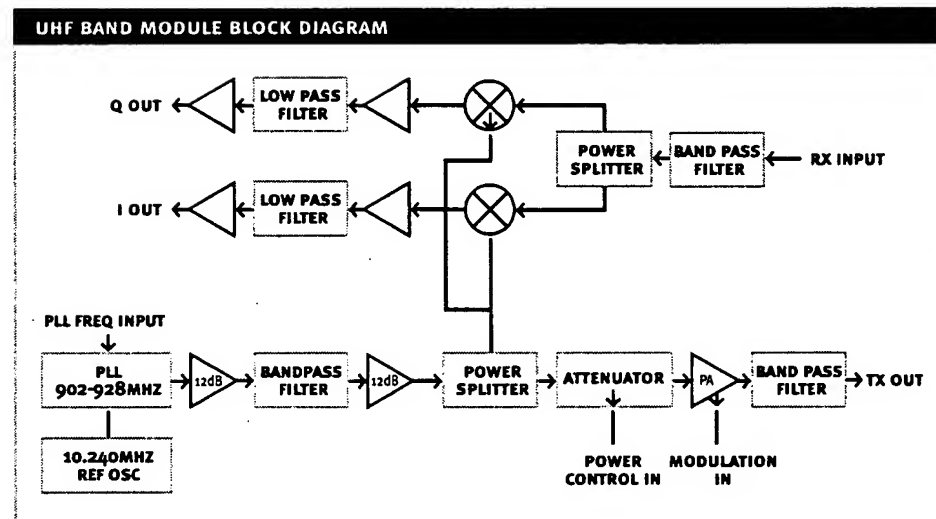 UHF BAND MODULE BLOCK DIAGRAM
Q OUT
LOW PASS
FILTER
POWER
SPLITTER
BAND PASS
FILTER
RX INPUT
I OUT
LOW PASS
FILTER
PLL FREQ INPUT
PLL
902-928MHZ
12dB
BANDPASS
FILTER
12dB
POWER
SPLITTER
ATTENUATOR
PA
BAND PASS
FILTER
TX OUT
10.240MHZ
REF OSC
POWER
CONTROL IN
MODULATION
IN